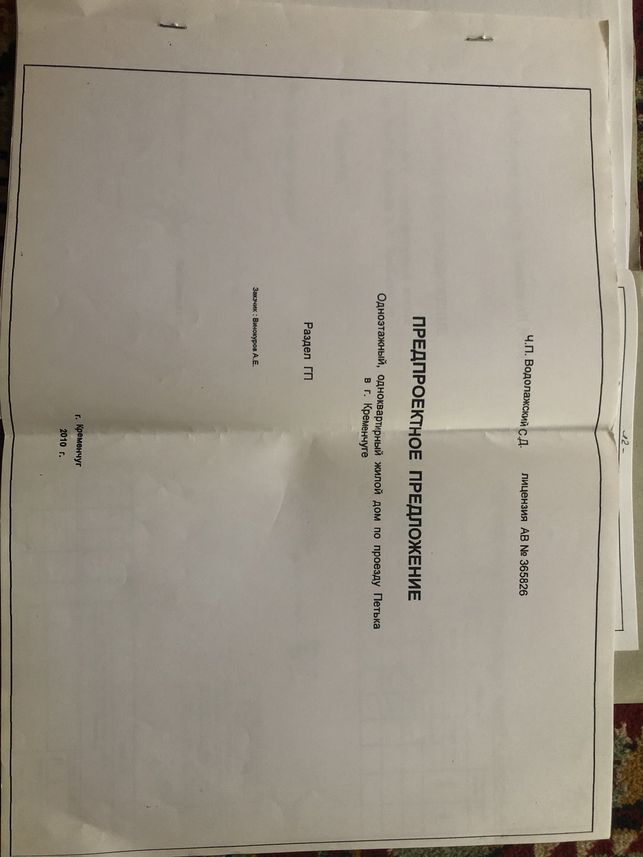 Ч.П. Водолажский С.Д. лицензия АВ № 365826
ПРЕДПРОЕКТНОЕ ПРЕДЛОЖЕНИЕ
Одноэтажный, одноквартирный жилой дом по проезду Петька
в г. Кременчуге
Раздел ГП
Заказчик : Винокуров А.Е.
г. Кременчуг
2010 г.